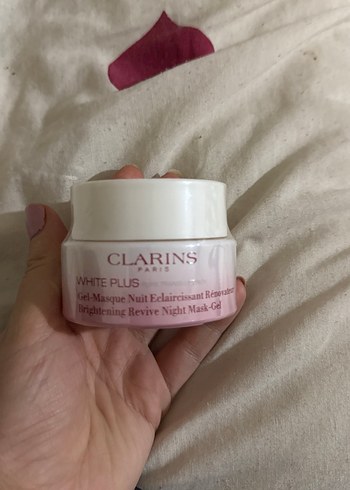 CLARINS
PARIS
WHITE PLUS
Gel-Masque Nuit Eclaircissant Rénovateur
Brightening Revive Night Mask-Gel